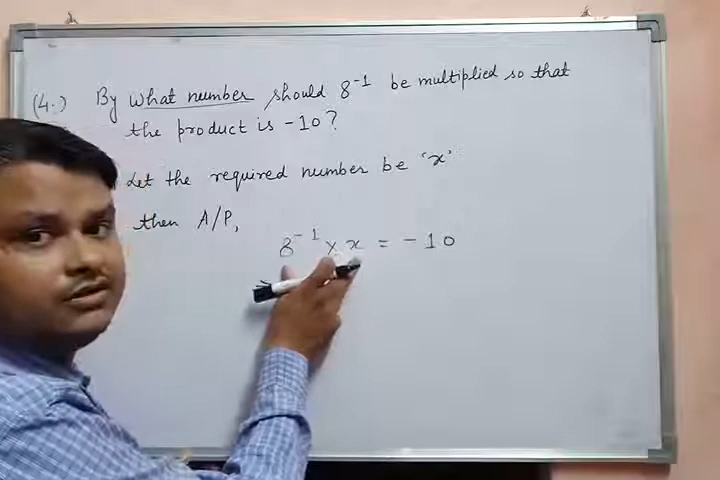 (4.) By what number should 8⁻¹ be multiplied so that
the product is -10?
Let the required number be 'x'
then A/P,
8⁻¹ × x = -10